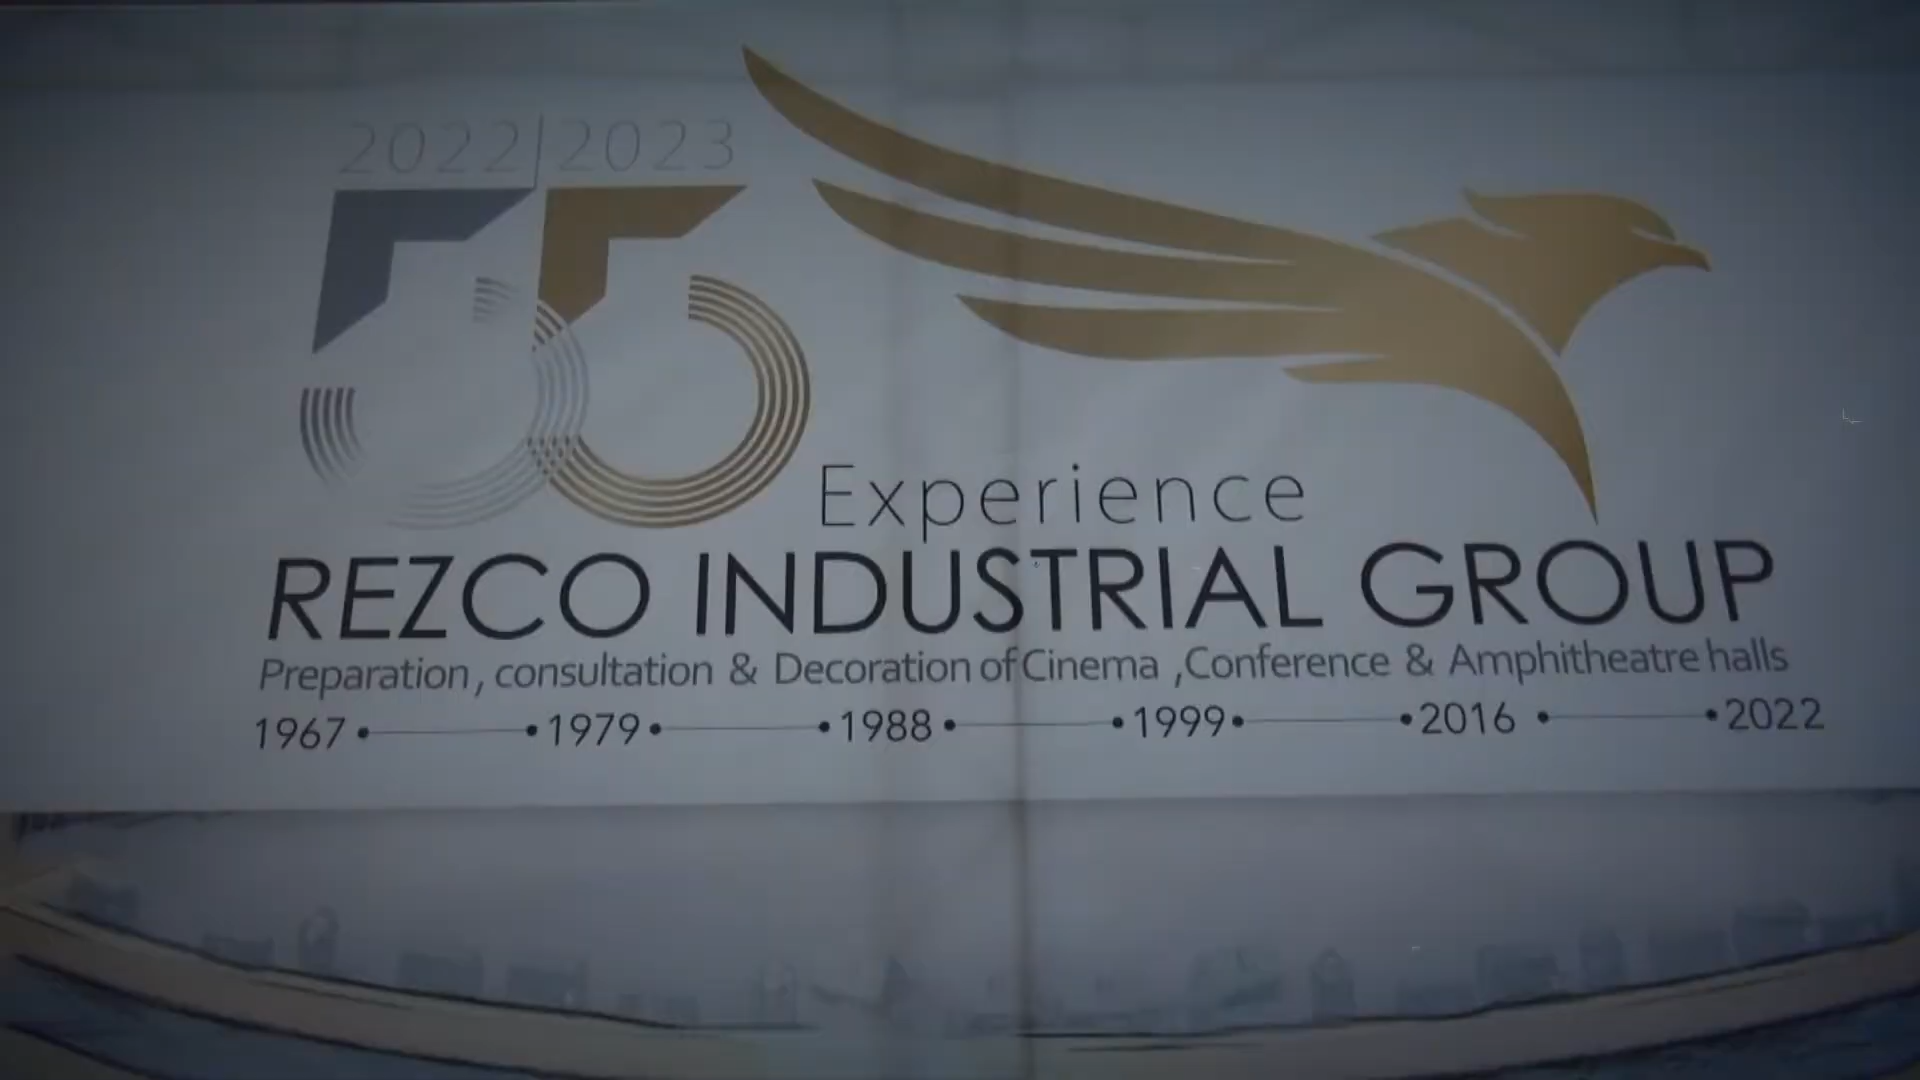 2022|2023
55
Experience
REZCO INDUSTRIAL GROUP
Preparation, consultation & Decoration of Cinema ,Conference & Amphitheatre halls
1967 • • 1979 • • 1988 • • 1999 • • 2016 • • 2022